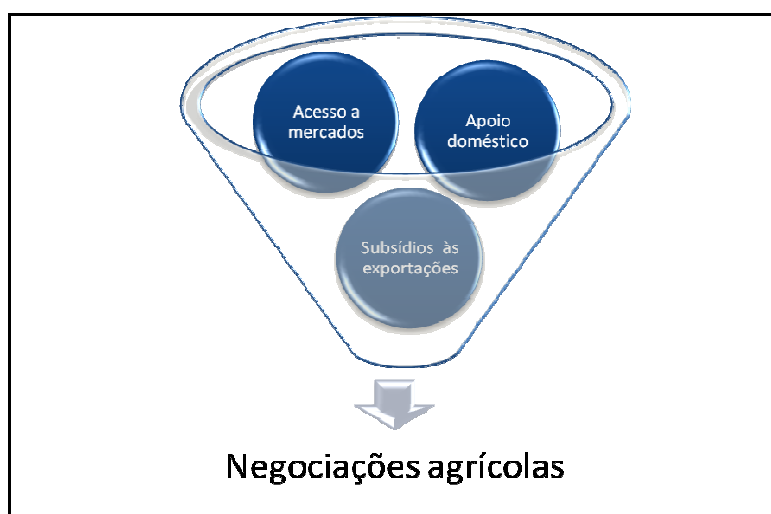 Acesso a
mercados
Apoio
doméstico
Subsídios às
exportações
Negociações agrícolas